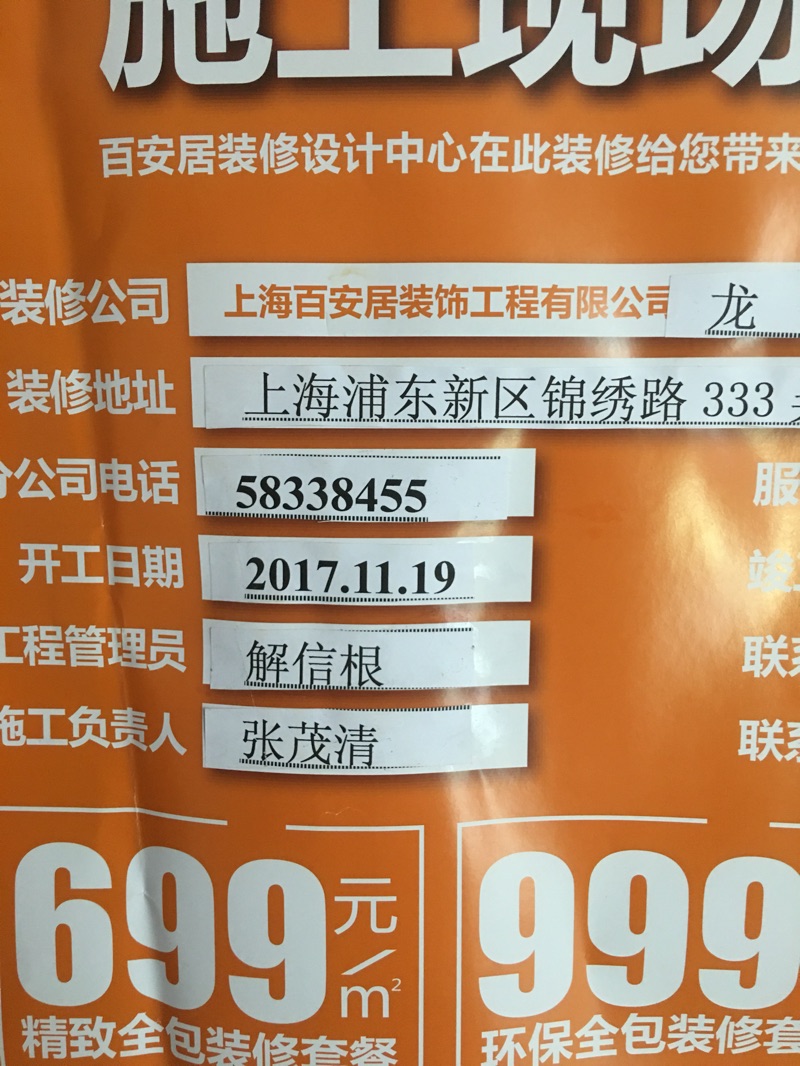 施工现场
百安居装修设计中心在此装修给您带来
装修公司 上海百安居装饰工程有限公司 龙
装修地址 上海浦东新区锦绣路 333
分公司电话 58338455 服
开工日期 2017.11.19 竣
工程管理员 解信根 联系
施工负责人 张茂清 联系
699元/m² 999
精致全包装修套餐 环保全包装修套